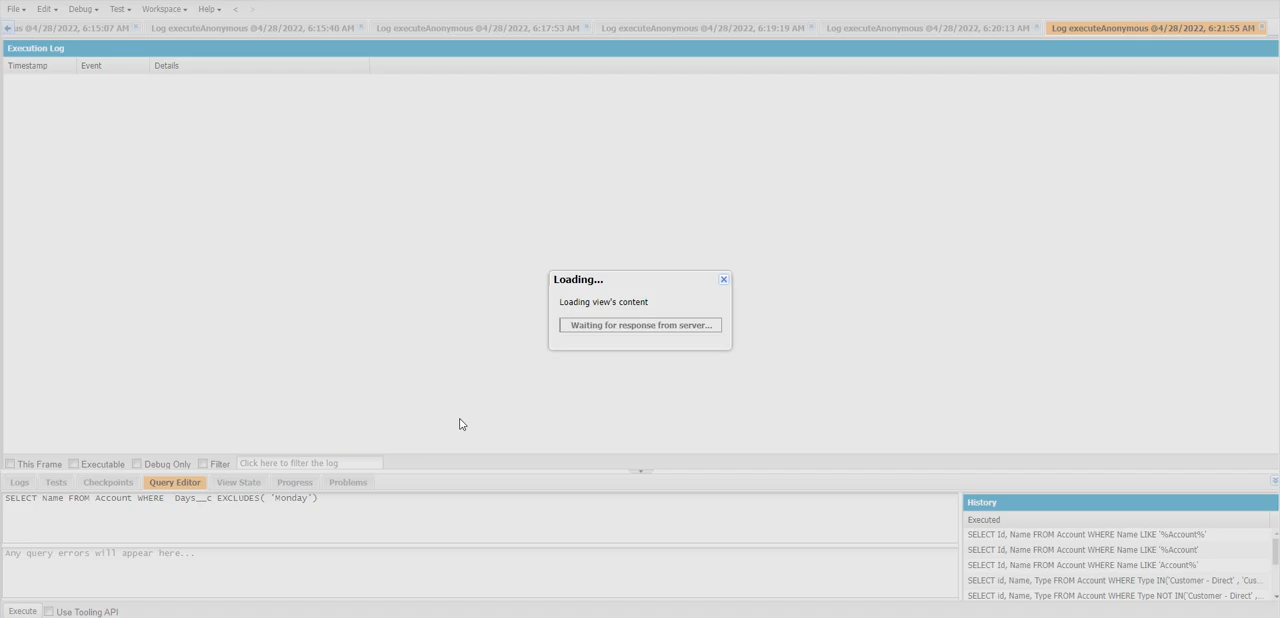 File Edit Debug Test Workspace Help < >
us @4/28/2022, 6:15:07 AM Log executeAnonymous @4/28/2022, 6:15:40 AM Log executeAnonymous @4/28/2022, 6:17:53 AM Log executeAnonymous @4/28/2022, 6:19:19 AM Log executeAnonymous @4/28/2022, 6:20:13 AM Log executeAnonymous @4/28/2022, 6:21:55 AM
Execution Log
Timestamp Event Details
Loading...
Loading view's content
Waiting for response from server...
This Frame Executable Debug Only Filter Click here to filter the log
Logs Tests Checkpoints Query Editor View State Progress Problems
SELECT Name FROM Account WHERE  Days__c EXCLUDES( 'Monday')
Any query errors will appear here...
History
Executed
SELECT Id, Name FROM Account WHERE Name LIKE '%Account%'
SELECT Id, Name FROM Account WHERE Name LIKE '%Account'
SELECT Id, Name FROM Account WHERE Name LIKE 'Account%'
SELECT id, Name, Type FROM Account WHERE Type IN('Customer - Direct' , 'Cus...
SELECT id, Name, Type FROM Account WHERE Type NOT IN('Customer - Direct' ,...
Execute Use Tooling API